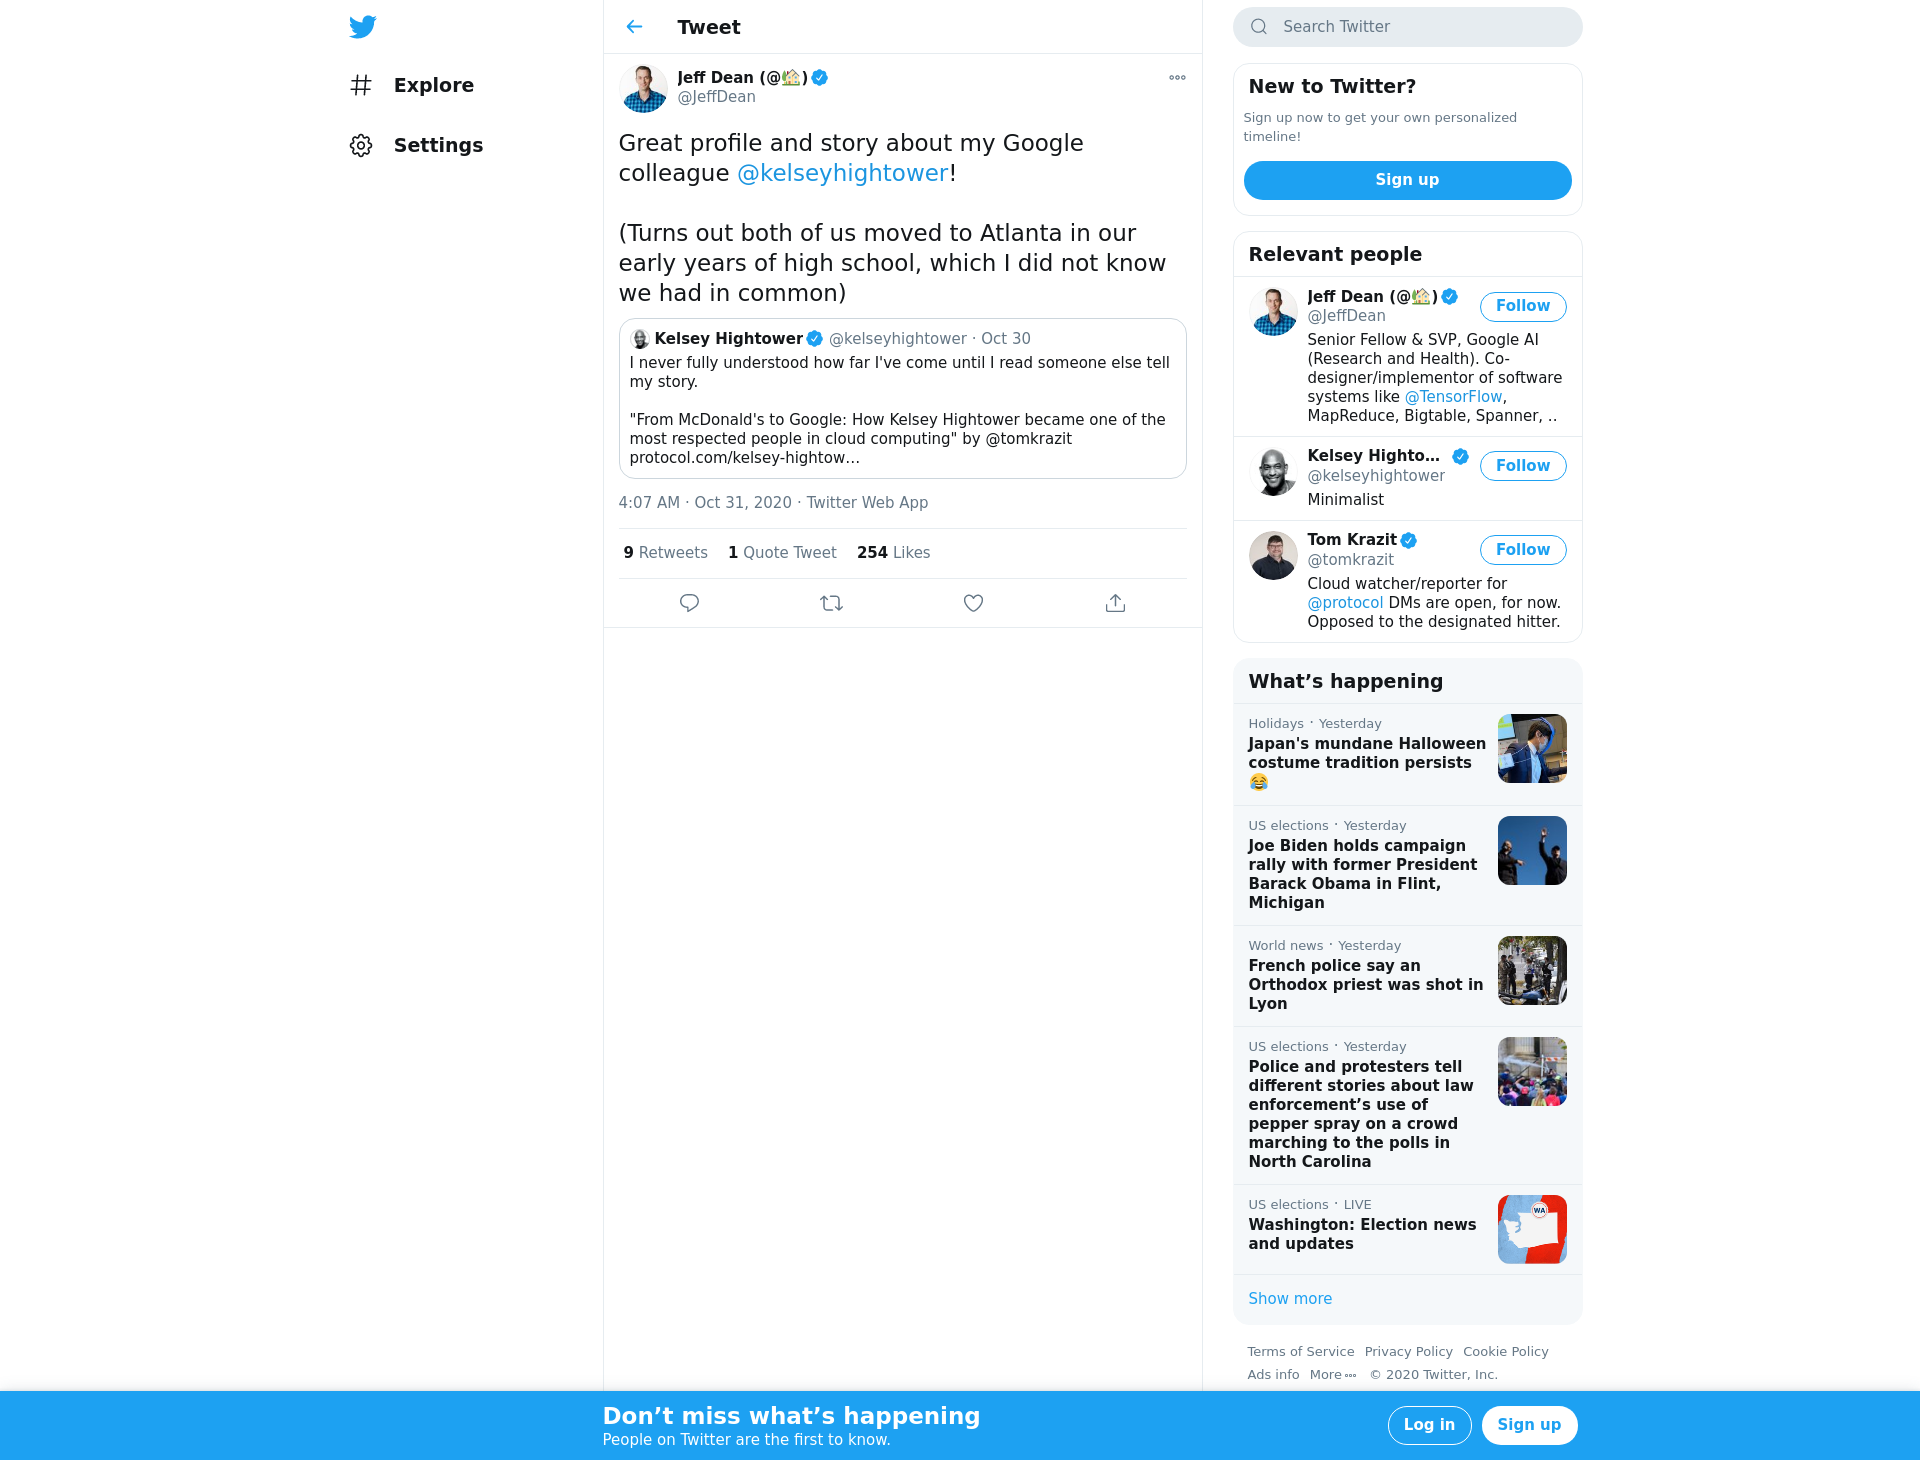 Explore
Settings
Tweet
Jeff Dean (@🏡)
@JeffDean
Great profile and story about my Google
colleague @kelseyhightower!
(Turns out both of us moved to Atlanta in our
early years of high school, which I did not know
we had in common)
Kelsey Hightower @kelseyhightower · Oct 30
I never fully understood how far I've come until I read someone else tell
my story.
"From McDonald's to Google: How Kelsey Hightower became one of the
most respected people in cloud computing" by @tomkrazit
protocol.com/kelsey-hightow…
4:07 AM · Oct 31, 2020 · Twitter Web App
9 Retweets 1 Quote Tweet 254 Likes
Search Twitter
New to Twitter?
Sign up now to get your own personalized
timeline!
Sign up
Relevant people
Jeff Dean (@🏡)
@JeffDean
Follow
Senior Fellow & SVP, Google AI
(Research and Health). Co-
designer/implementor of software
systems like @TensorFlow,
MapReduce, Bigtable, Spanner, ..
Kelsey Highto...
@kelseyhightower
Follow
Minimalist
Tom Krazit
@tomkrazit
Follow
Cloud watcher/reporter for
@protocol DMs are open, for now.
Opposed to the designated hitter.
What’s happening
Holidays · Yesterday
Japan's mundane Halloween
costume tradition persists
😂
US elections · Yesterday
Joe Biden holds campaign
rally with former President
Barack Obama in Flint,
Michigan
World news · Yesterday
French police say an
Orthodox priest was shot in
Lyon
US elections · Yesterday
Police and protesters tell
different stories about law
enforcement’s use of
pepper spray on a crowd
marching to the polls in
North Carolina
US elections · LIVE
Washington: Election news
and updates
WA
Show more
Terms of Service Privacy Policy Cookie Policy
Ads info More © 2020 Twitter, Inc.
Don’t miss what’s happening
People on Twitter are the first to know.
Log in
Sign up